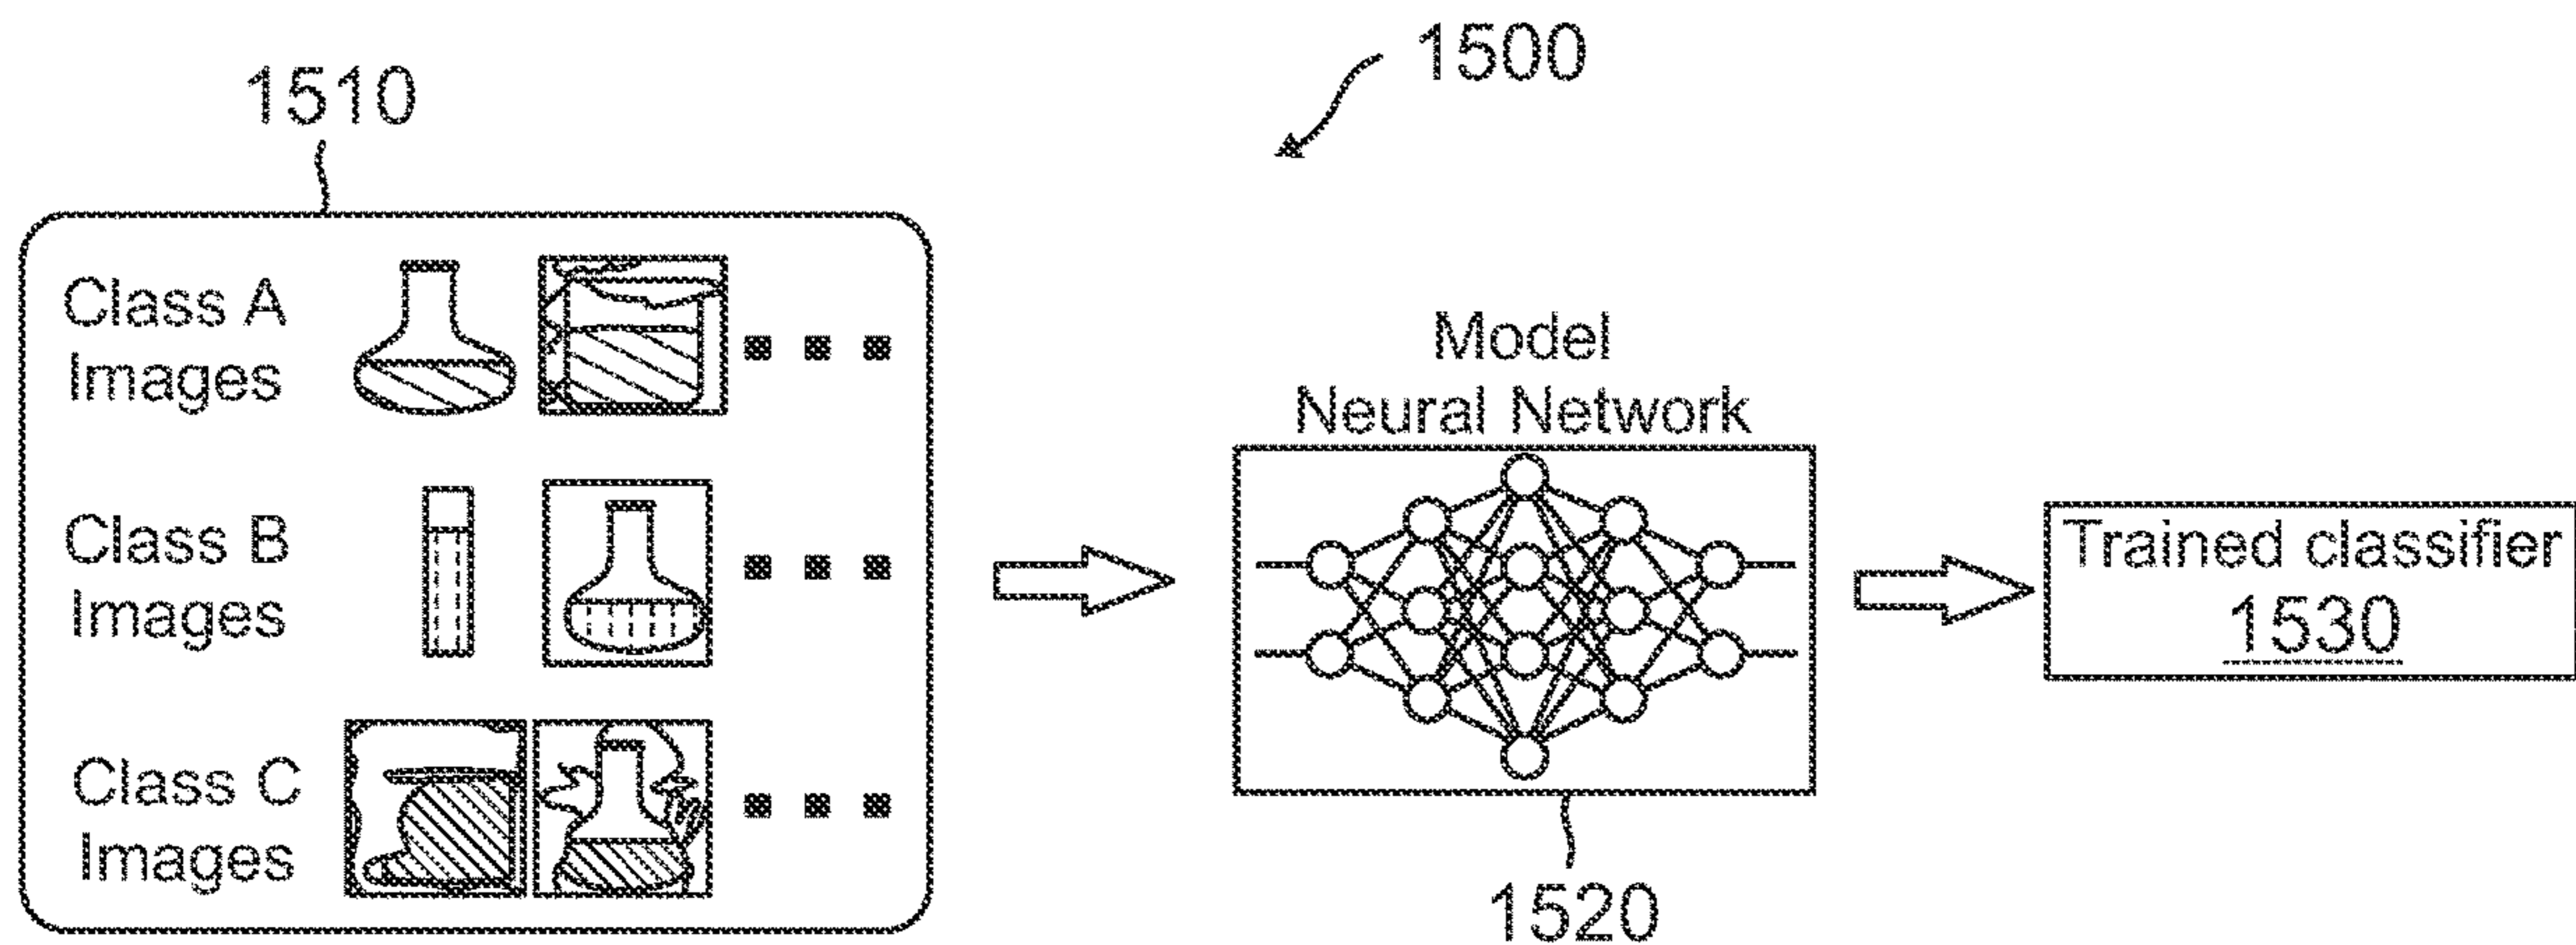 1500
1510
Class A
Images
Class B
Images
Class C
Images
Model
Neural Network
1520
Trained classifier
1530